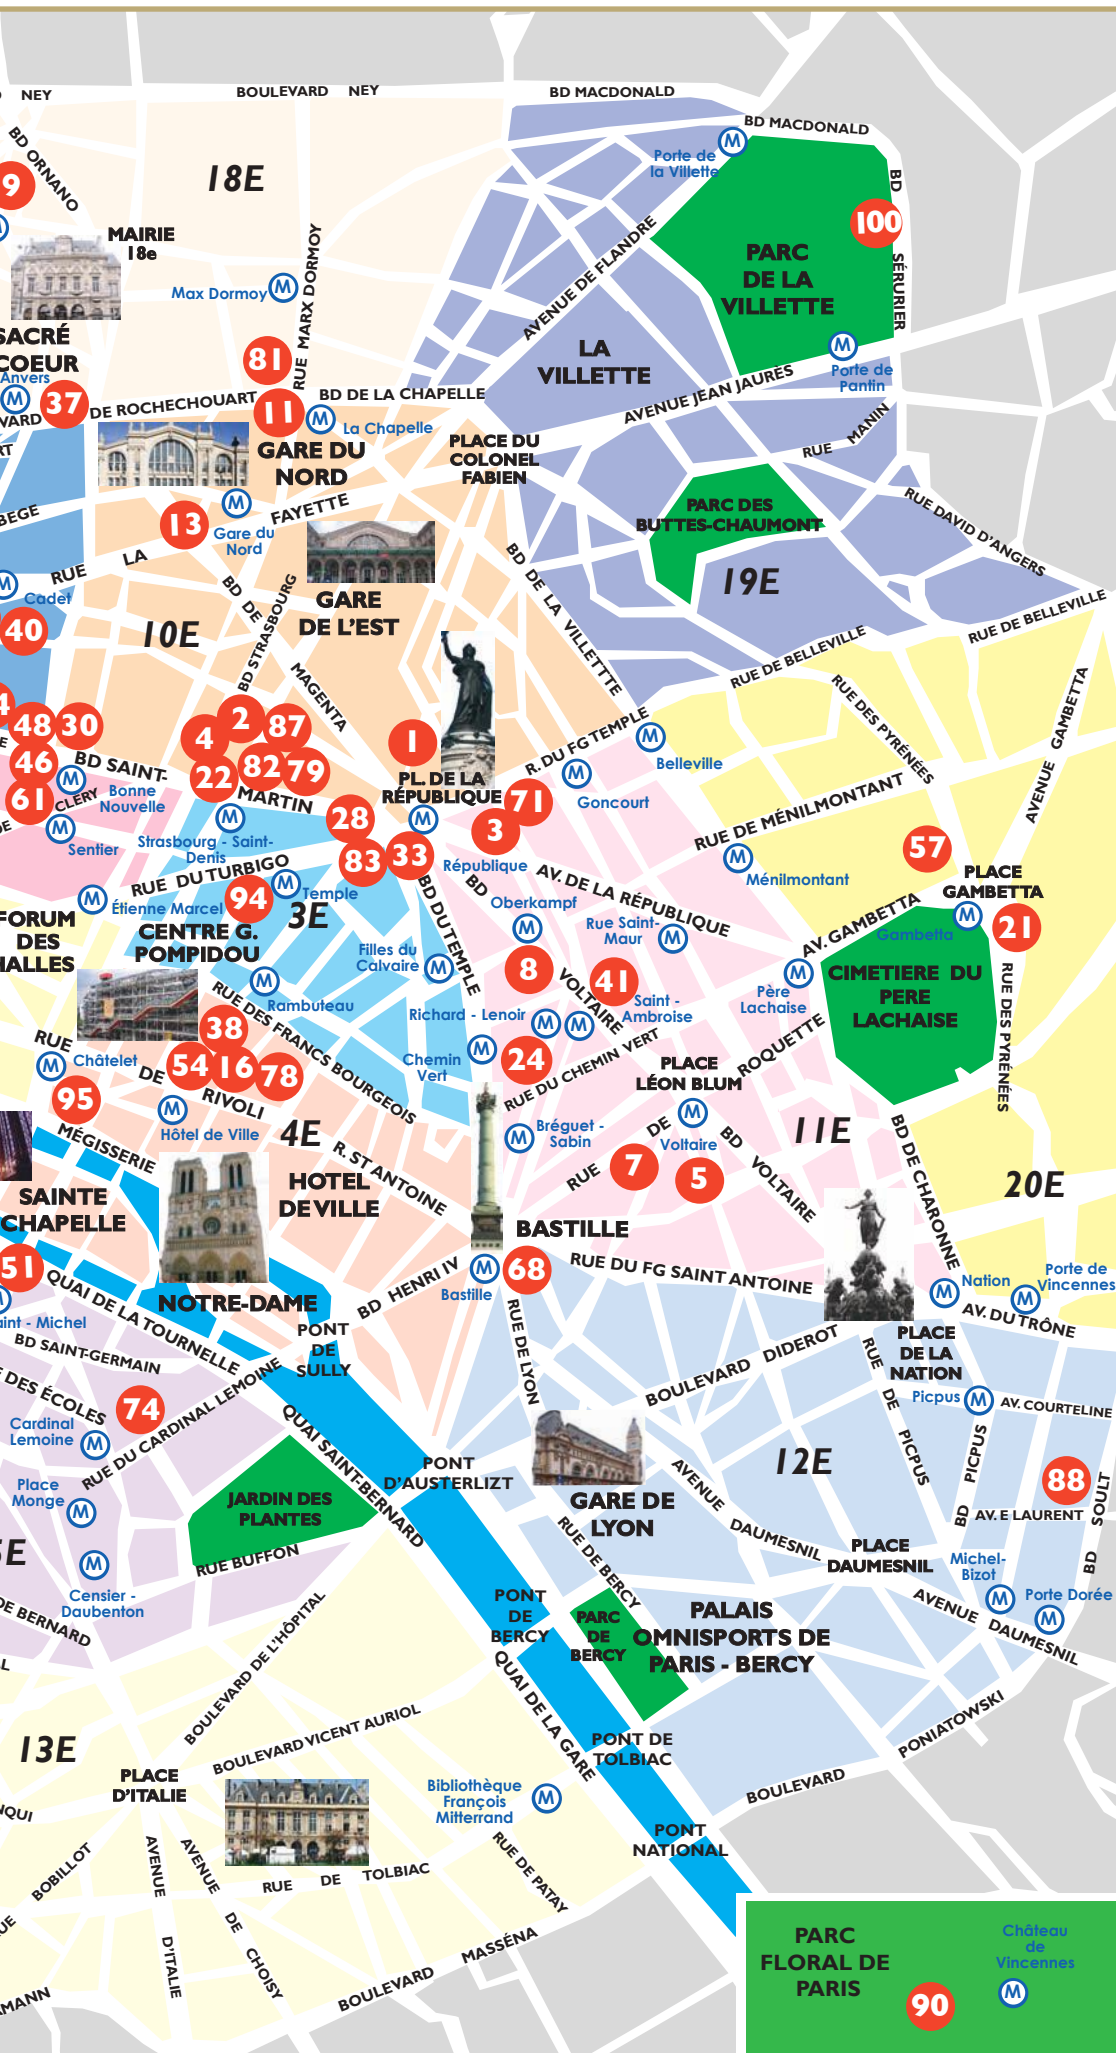 NEY
BOULEVARD NEY
BD MACDONALD
BD MACDONALD
BD ORNANO
Porte de
la Villette
18E
BD SÉRURIER
9
100
MAIRIE
18e
PARC
DE LA
VILLETTE
AVENUE DE FLANDRE
Max Dormoy
RUE MARX DORMOY
SACRÉ
COEUR
LA
VILLETTE
Porte de
Pantin
81
Anvers
37
VARD DE ROCHECHOUART
11
BD DE LA CHAPELLE
AVENUE JEAN JAURÈS
La Chapelle
RUE MANIN
GARE DU
NORD
PLACE DU
COLONEL
FABIEN
13
Gare du
Nord
RUE LA FAYETTE
PARC DES
BUTTES-CHAUMONT
RUE DAVID D'ANGERS
BD DE LA VILLETTTE
19E
Cadet
40
10E
BD DE MAGENTA
BD STRASBOURG
GARE
DE L'EST
RUE DE BELLEVILLE
RUE DE BELLEVILLE
RUE DES PYRÉNÉES
AVENUE GAMBETTA
4
48
30
46
61
4
2
87
22
82
79
1
BD SAINT-
MARTIN
Bonne
Nouvelle
CLÉRY
Sentier
Strasbourg - Saint-
Denis
PL. DE LA
RÉPUBLIQUE
R. DU FG TEMPLE
Belleville
Goncourt
71
3
28
83
33
République
RUE DE MÉNILMONTANT
Ménilmontant
57
PLACE
GAMBETTA
Gambetta
21
AV. GAMBETTA
AV. DE LA RÉPUBLIQUE
RUE DU TURBIGO
Étienne Marcel
94
Temple
3E
FORUM
DES
HALLES
CENTRE G.
POMPIDOU
BD DU TEMPLE
BD VOLTAIRE
Oberkampf
Rue Saint-
Maur
Filles du
Calvaire
8
41
Père
Lachaise
CIMETIERE DU
PERE
LACHAISE
RUE DES PYRÉNÉES
Rambuteau
RUE DES FRANCS BOURGEOIS
38
Richard - Lenoir
Saint -
Ambroise
RUE DE RIVOLI
Châtelet
54
16
78
95
Chemin
Vert
24
RUE DU CHEMIN VERT
PLACE
LÉON BLUM
RUE DE ROQUETTE
Hôtel de Ville
4E
Bréguet -
Sabin
Voltaire
7
5
BD VOLTAIRE
11E
20E
BD DE CHARONNE
MÉGISSERIE
SAINTE
CHAPELLE
HOTEL
DE VILLE
R. ST ANTOINE
BASTILLE
51
QUAI DE LA TOURNELLE
NOTRE-DAME
BD HENRI IV
Bastille
68
RUE DU FG SAINT ANTOINE
Nation
Porte de
Vincennes
AV. DU TRÔNE
PONT
DE
SULLY
RUE DE LYON
PLACE
DE LA
NATION
BOULEVARD DIDEROT
RUE DE PICPUS
BD SAINT-GERMAIN
DES ÉCOLES
74
RUE DU CARDINAL LEMOINE
Cardinal
Lemoine
Place
Monge
QUAI SAINT-BERNARD
Picpus
AV. COURTELINE
BD PICPUS
12E
88
PONT
D'AUSTERLIZT
GARE DE
LYON
AVENUE DAUMESNIL
AV. E LAURENT
BD SOULT
JARDIN DES
PLANTES
RUE BUFFON
Censier -
Daubenton
PLACE
DAUMESNIL
Michel-
Bizot
Porte Dorée
AVENUE DAUMESNIL
RUE DE BERCY
PONT
DE
BERCY
PARC
DE
BERCY
PALAIS
OMNISPORTS DE
PARIS - BERCY
BOULEVARD DE L'HÔPITAL
QUAI DE LA GARE
13E
BOULEVARD VICENT AURIOL
PONT DE
TOLBIAC
BOULEVARD PONIATOWSKI
PLACE
D'ITALIE
Bibliothèque
François
Mitterrand
PONT
NATIONAL
BOBILLOT
AVENUE D'ITALIE
AVENUE DE CHOISY
RUE DE TOLBIAC
RUE DE PATAY
BOULEVARD MASSÉNA
PARC
FLORAL DE
PARIS
90
Château
de
Vincennes